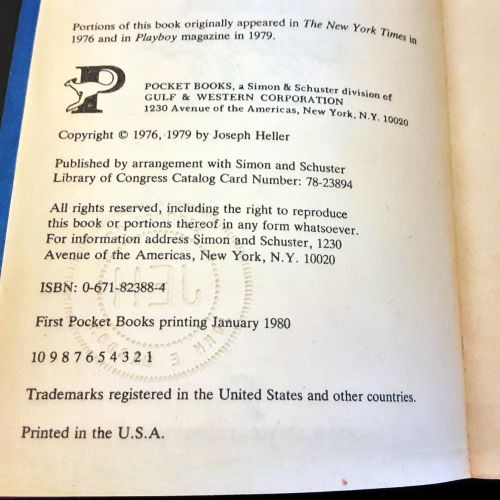 Portions of this book originally appeared in The New York Times in
1976 and in Playboy magazine in 1979.
P
POCKET BOOKS, a Simon & Schuster division of
GULF & WESTERN CORPORATION
1230 Avenue of the Americas, New York, N.Y. 10020
Copyright © 1976, 1979 by Joseph Heller
Published by arrangement with Simon and Schuster
Library of Congress Catalog Card Number: 78-23894
All rights reserved, including the right to reproduce
this book or portions thereof in any form whatsoever.
For information address Simon and Schuster, 1230
Avenue of the Americas, New York, N.Y. 10020
ISBN: 0-671-82388-4
First Pocket Books printing January 1980
10 9 8 7 6 5 4 3 2 1
Trademarks registered in the United States and other countries.
Printed in the U.S.A.